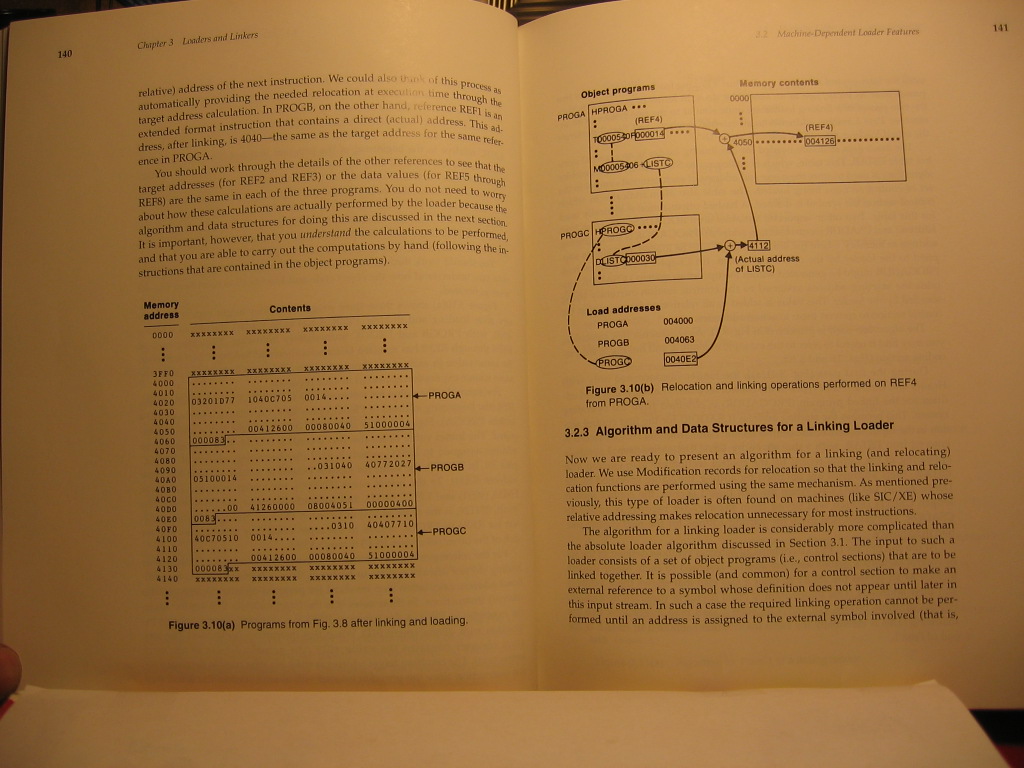 140
Chapter 3 Loaders and Linkers
relative) address of the next instruction. We could also think of this process as
automatically providing the needed relocation at execution time through the
target address calculation. In PROGB, on the other hand, reference REF1 is an
extended format instruction that contains a direct (actual) address. This ad-
dress, after linking, is 4040—the same as the target address for the same refer-
ence in PROGA.
You should work through the details of the other references to see that the
target addresses (for REF2 and REF3) or the data values (for REF5 through
REF8) are the same in each of the three programs. You do not need to worry
about how these calculations are actually performed by the loader because the
algorithm and data structures for doing this are discussed in the next section.
It is important, however, that you understand the calculations to be performed,
and that you are able to carry out the computations by hand (following the in-
structions that are contained in the object programs).
Memory
address
Contents
0000 xxxxxxxx xxxxxxxx xxxxxxxx xxxxxxxx
3FF0 xxxxxxxx xxxxxxxx xxxxxxxx xxxxxxxx
4000 ........ ........ ........ ........
4010 ........ ........ ........ ........
4020 03201D77 1040C705 0014.... ........ PROGA
4030 ........ ........ ........ ........
4040 ........ ........ ........ ........
4050 ........ 00412600 00080040 51000004
4060 000083.. ........ ........ ........
4070 ........ ........ ........ ........
4080 ........ ........ ........ ........
4090 ........ ........ ..031040 40772027 PROGB
40A0 05100014 ........ ........ ........
40B0 ........ ........ ........ ........
40C0 ........ ........ ........ ........
40D0 ......00 41260000 08004051 00000400
40E0 0083.... ........ ........ ........
40F0 ........ ........ ....0310 40407710
4100 40C70510 0014.... ........ ........ PROGC
4110 ........ ........ ........ ........
4120 ........ 00412600 00080040 51000004
4130 000083xx xxxxxxxx xxxxxxxx xxxxxxxx
4140 xxxxxxxx xxxxxxxx xxxxxxxx xxxxxxxx
Figure 3.10(a) Programs from Fig. 3.8 after linking and loading.
Machine-Dependent Loader Features
141
Object programs
Memory contents
PROGA
HPROGA •••
(REF4)
T0000540F000014 ••••
M00005406+LISTC
0000
(REF4)
4050
004126
PROGC
HPROGC ••••
DLISTC000030
4112
(Actual address
of LISTC)
Load addresses
PROGA 004000
PROGB 004063
PROGC 0040E2
Figure 3.10(b) Relocation and linking operations performed on REF4
from PROGA.
3.2.3 Algorithm and Data Structures for a Linking Loader
Now we are ready to present an algorithm for a linking (and relocating)
loader. We use Modification records for relocation so that the linking and relo-
cation functions are performed using the same mechanism. As mentioned pre-
viously, this type of loader is often found on machines (like SIC/XE) whose
relative addressing makes relocation unnecessary for most instructions.
The algorithm for a linking loader is considerably more complicated than
the absolute loader algorithm discussed in Section 3.1. The input to such a
loader consists of a set of object programs (i.e., control sections) that are to be
linked together. It is possible (and common) for a control section to make an
external reference to a symbol whose definition does not appear until later in
this input stream. In such a case the required linking operation cannot be per-
formed until an address is assigned to the external symbol involved (that is,